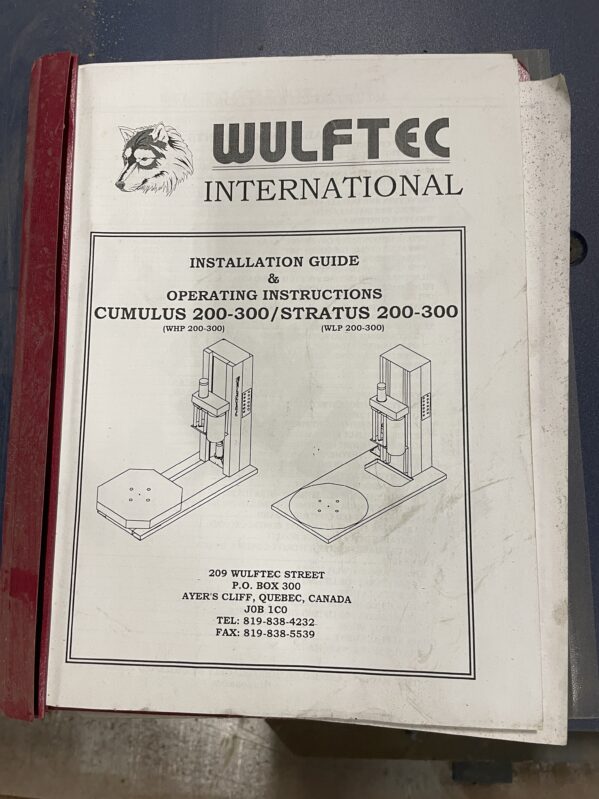 WULFTEC
INTERNATIONAL
INSTALLATION GUIDE
&
OPERATING INSTRUCTIONS
CUMULUS 200-300/STRATUS 200-300
(WHP 200-300) (WLP 200-300)
209 WULFTEC STREET
P.O. BOX 300
AYER'S CLIFF, QUEBEC, CANADA
J0B 1C0
TEL: 819-838-4232
FAX: 819-838-5539